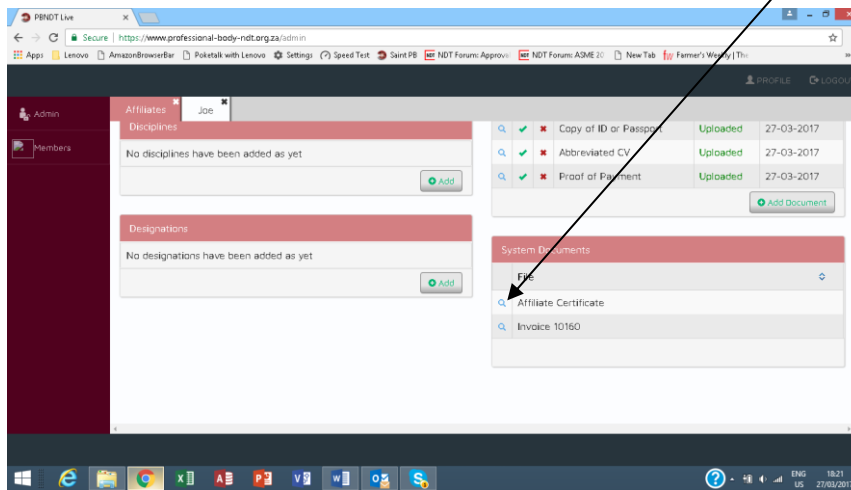 PBNDT Live
Secure | https://www.professional-body-ndt.org.za/admin
Apps Lenovo AmazonBrowserBar Poketalk with Lenovo Settings Speed Test Saint PB NDT Forum: Approva NDT Forum: ASME 20 New Tab Farmer's Weekly | The
PROFILE LOGOU
Admin
Members
Affiliates Joe
Disciplines
No disciplines have been added as yet
Add
Designations
No designations have been added as yet
Add
Copy of ID or Passport Uploaded 27-03-2017
Abbreviated CV Uploaded 27-03-2017
Proof of Payment Uploaded 27-03-2017
Add Document
System Documents
File
Affiliate Certificate
Invoice 10160
ENG 18:21
US 27/03/2017